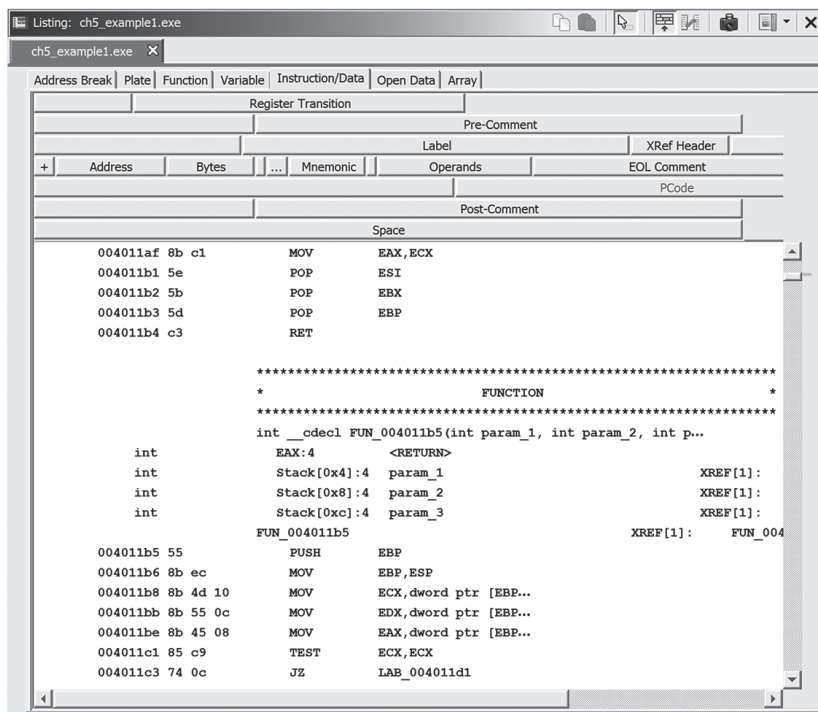 Listing: ch5_example1.exe
ch5_example1.exe
Address Break Plate Function Variable Instruction/Data Open Data Array
Register Transition
Pre-Comment
Label XRef Header
+ Address Bytes ... Mnemonic Operands EOL Comment
PCode
Post-Comment
Space
004011af 8b c1 MOV EAX,ECX
004011b1 5e POP ESI
004011b2 5b POP EBX
004011b3 5d POP EBP
004011b4 c3 RET
*******************************************************************
* FUNCTION *
*******************************************************************
int __cdecl FUN_004011b5(int param_1, int param_2, int p...
int EAX:4 <RETURN>
int Stack[0x4]:4 param_1 XREF[1]:
int Stack[0x8]:4 param_2 XREF[1]:
int Stack[0xc]:4 param_3 XREF[1]:
FUN_004011b5 XREF[1]: FUN_004
004011b5 55 PUSH EBP
004011b6 8b ec MOV EBP,ESP
004011b8 8b 4d 10 MOV ECX,dword ptr [EBP...
004011bb 8b 55 0c MOV EDX,dword ptr [EBP...
004011be 8b 45 08 MOV EAX,dword ptr [EBP...
004011c1 85 c9 TEST ECX,ECX
004011c3 74 0c JZ LAB_004011d1